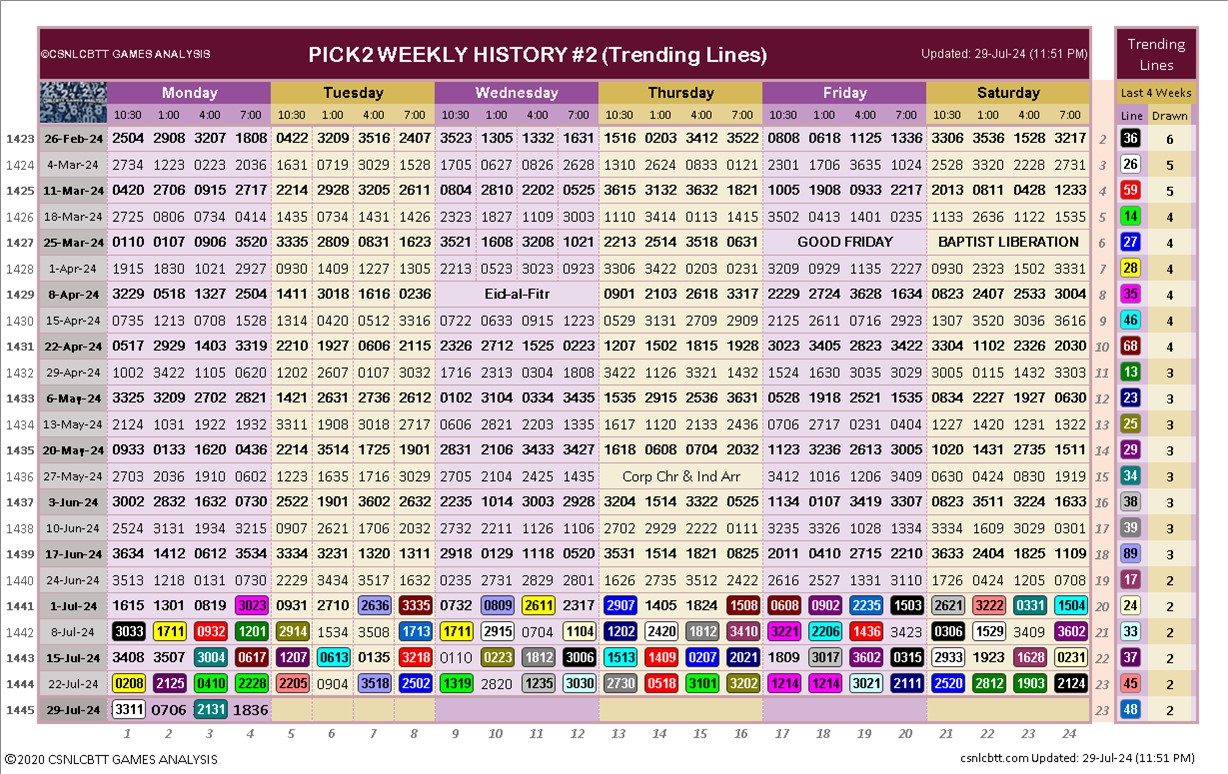 ©CSNLCBTT GAMES ANALYSIS PICK2 WEEKLY HISTORY #2 (Trending Lines) Updated: 29-Jul-24 (11:51 PM) Trending Lines
Monday Tuesday Wednesday Thursday Friday Saturday Last 4 Weeks
10:30 1:00 4:00 7:00 10:30 1:00 4:00 7:00 10:30 1:00 4:00 7:00 10:30 1:00 4:00 7:00 10:30 1:00 4:00 7:00 10:30 1:00 4:00 7:00 Line Drawn
1423 26-Feb-24 2504 2908 3207 1808 0422 3209 3516 2407 3523 1305 1332 1631 1516 0203 3412 3522 0808 0618 1125 1336 3306 3536 1528 3217 2 36 6
1424 4-Mar-24 2734 1223 0223 2036 1631 0719 3029 1523 1705 0627 0826 2628 1310 2624 0833 0121 2301 1706 3535 1024 2528 3320 2228 2731 3 26 5
1425 11-Mar-24 0420 2706 0915 2717 2214 2928 3205 2611 0804 2810 2202 0525 3615 3132 3632 1821 1005 1908 0933 2217 2013 0811 0428 1233 4 59 5
1426 18-Mar-24 2725 0806 0734 0414 1435 0734 1431 1426 2323 1827 1109 3003 1110 3414 0113 1415 3502 0413 1401 0235 1133 2636 1122 1535 5 14 4
1427 25-Mar-24 0110 0107 0906 3520 3335 2809 0831 1623 3521 1608 3208 1021 2213 2514 3518 0631 GOOD FRIDAY BAPTIST LIBERATION 6 27 4
1428 1-Apr-24 1915 1830 1021 2927 0930 1409 1227 1305 2213 0523 3023 0923 3306 3422 0203 0231 3209 0929 1135 2227 0930 2323 1502 3331 7 28 4
1429 8-Apr-24 3229 0518 1327 2504 1411 3018 1616 0235 Eid-al-Fitr 0901 2103 2618 3317 2229 2724 3628 1634 0823 2407 2533 3004 8 35 4
1430 15-Apr-24 0735 1213 0708 1528 1314 0420 0512 3316 0722 0633 0915 1223 0529 3131 2709 2909 2125 2611 0716 2923 1307 3520 3036 3616 9 46 4
1431 22-Apr-24 0517 2929 1403 3319 2210 1927 0606 2115 2326 2712 1525 0223 1207 1502 1815 1928 3023 3405 2823 3422 3304 1102 2326 2030 10 68 4
1432 29-Apr-24 1002 3422 1105 0620 1202 2607 0107 3032 1716 2313 0304 1808 3422 1126 3321 1432 1524 1630 3035 3029 3005 0115 1432 3303 11 13 3
1433 6-May-24 3325 3209 2702 2821 1421 2631 2736 2612 0102 3104 0334 3435 1535 2915 2536 3631 0528 1918 2521 1535 0834 2227 1927 0630 12 23 3
1434 13-May-24 2124 1031 1922 1932 3311 1908 3018 2717 0606 2821 2203 1335 1617 1120 2133 2436 0706 2717 0231 0404 1227 1420 1231 1322 13 25 3
1435 20-May-24 0933 0133 1620 0436 2214 3514 1725 1901 2831 2106 3433 3427 1618 0608 0704 2032 1123 3236 2613 3005 1020 1431 2735 1511 14 29 3
1436 27-May-24 2703 2036 1910 0602 1223 1635 1716 3023 2705 2104 2425 1435 Corp Chr & Ind Arr 3412 1016 1206 3409 0630 0424 0830 1919 15 34 3
1437 3-Jun-24 3002 2832 1632 0730 2522 1901 3602 2632 2235 1014 3003 2928 3204 1514 3322 0525 1134 0107 3419 3307 0823 3511 3224 1633 16 38 3
1438 10-Jun-24 2524 3131 1934 3215 0907 2621 1706 2032 2732 2211 1126 1106 2702 2929 2222 0111 3235 3326 1028 1334 3334 1609 3029 0301 17 39 3
1439 17-Jun-24 3634 1412 0612 3534 3334 3231 1320 1311 2918 0129 1118 0520 3531 1514 1821 0825 2011 0410 2715 2210 3633 2404 1825 1109 18 89 3
1440 24-Jun-24 3513 1218 0131 0730 2229 3434 3517 1632 0235 2731 2829 2801 1626 2735 3512 2422 2616 2527 1331 3110 1726 0424 1205 0708 19 17 2
1441 1-Jul-24 1615 1301 0819 3023 0931 2710 2636 3335 0732 0809 2611 2317 2907 1405 1824 1508 0608 0902 2235 1503 2621 3222 0331 1504 20 24 2
1442 8-Jul-24 3033 1711 0932 1201 2914 1534 3508 1713 1711 2915 0704 1104 1202 2420 1812 3410 3221 2206 1436 3423 0306 1529 3409 3602 21 33 2
1443 15-Jul-24 3408 3507 3004 0617 1207 0613 0135 3218 0110 0223 1812 3006 1513 1409 0207 2021 1809 3017 3602 0315 2933 1923 1628 0231 22 37 2
1444 22-Jul-24 0208 2125 0410 2228 2205 0904 3518 2502 1319 2820 1235 3030 2730 0518 3101 3202 1214 1214 3021 2111 2520 2812 1903 2124 23 45 2
1445 29-Jul-24 3311 0706 2131 1836 23 48 2
1 2 3 4 5 6 7 8 9 10 11 12 13 14 15 16 17 18 19 20 21 22 23 24
©2020 CSNLCBTT GAMES ANALYSIS csnlcbtt.com Updated: 29-Jul-24 (11:51 PM)